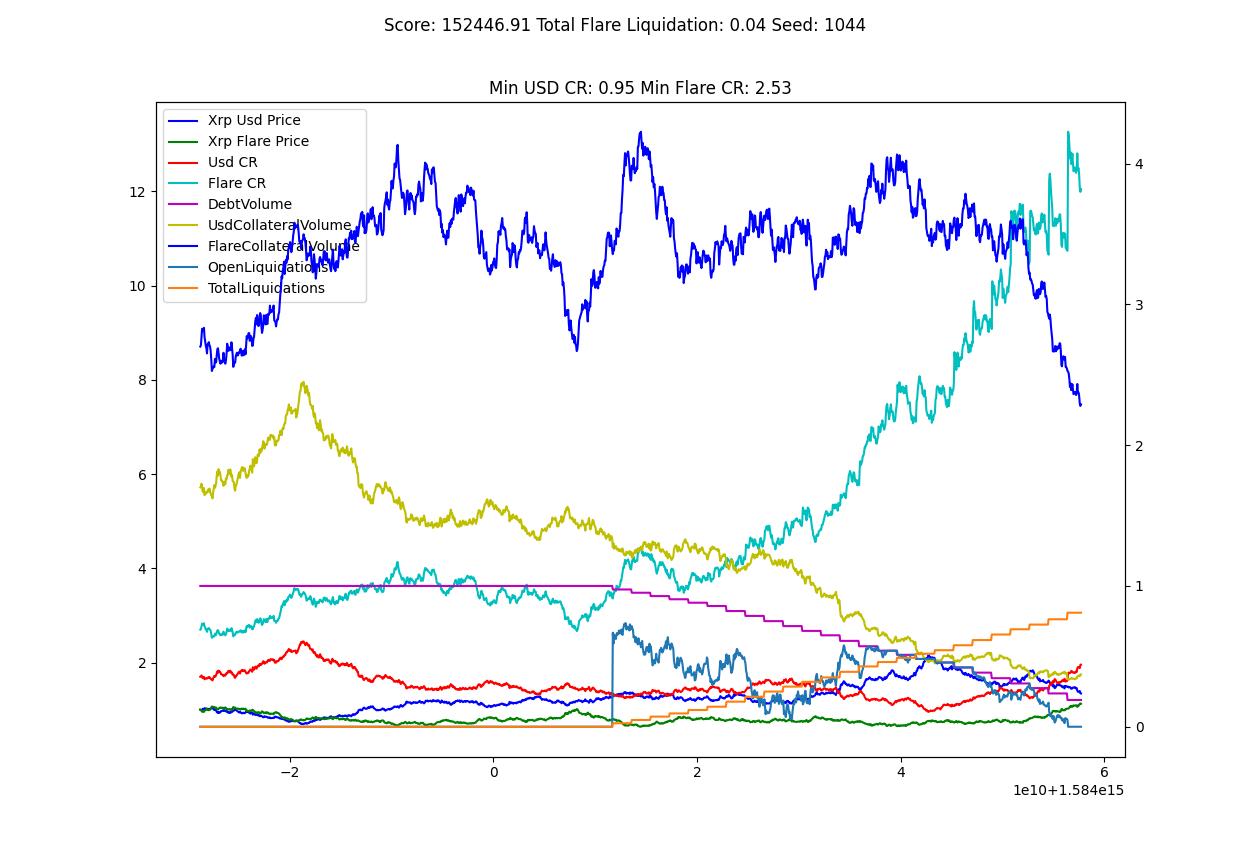 Score: 152446.91 Total Flare Liquidation: 0.04 Seed: 1044
Min USD CR: 0.95 Min Flare CR: 2.53
Xrp Usd Price
Xrp Flare Price
Usd CR
Flare CR
DebtVolume
UsdCollateralVolume
FlareCollateralVolume
OpenLiquidations
TotalLiquidations
12
10
8
6
4
2
4
3
2
1
0
−2
0
2
4
6
1e10+1.584e15